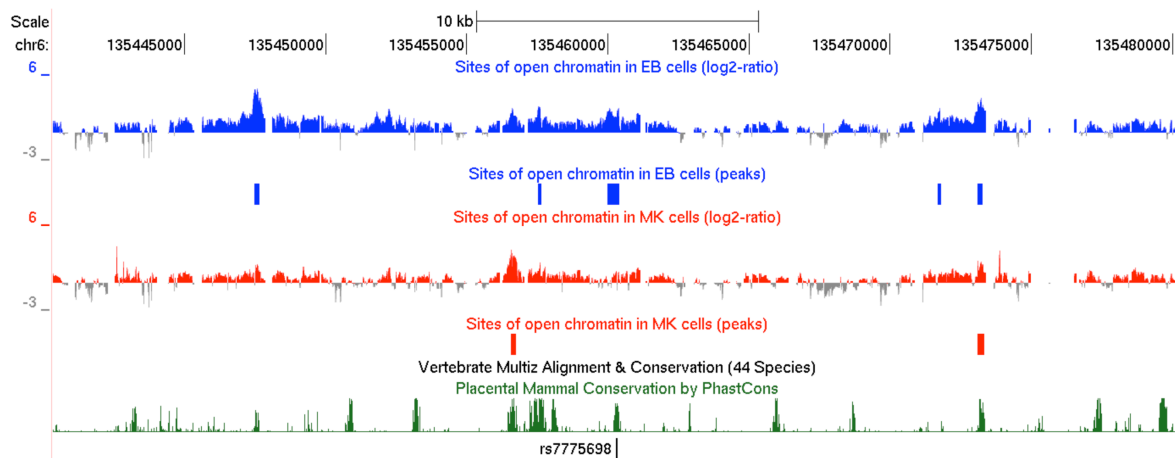 Scale 10 kb
chr6: 135445000 135450000 135455000 135460000 135465000 135470000 135475000 135480000
Sites of open chromatin in EB cells (log2-ratio)
6
-3
Sites of open chromatin in EB cells (peaks)
Sites of open chromatin in MK cells (log2-ratio)
6
-3
Sites of open chromatin in MK cells (peaks)
Vertebrate Multiz Alignment & Conservation (44 Species)
Placental Mammal Conservation by PhastCons
rs7775698